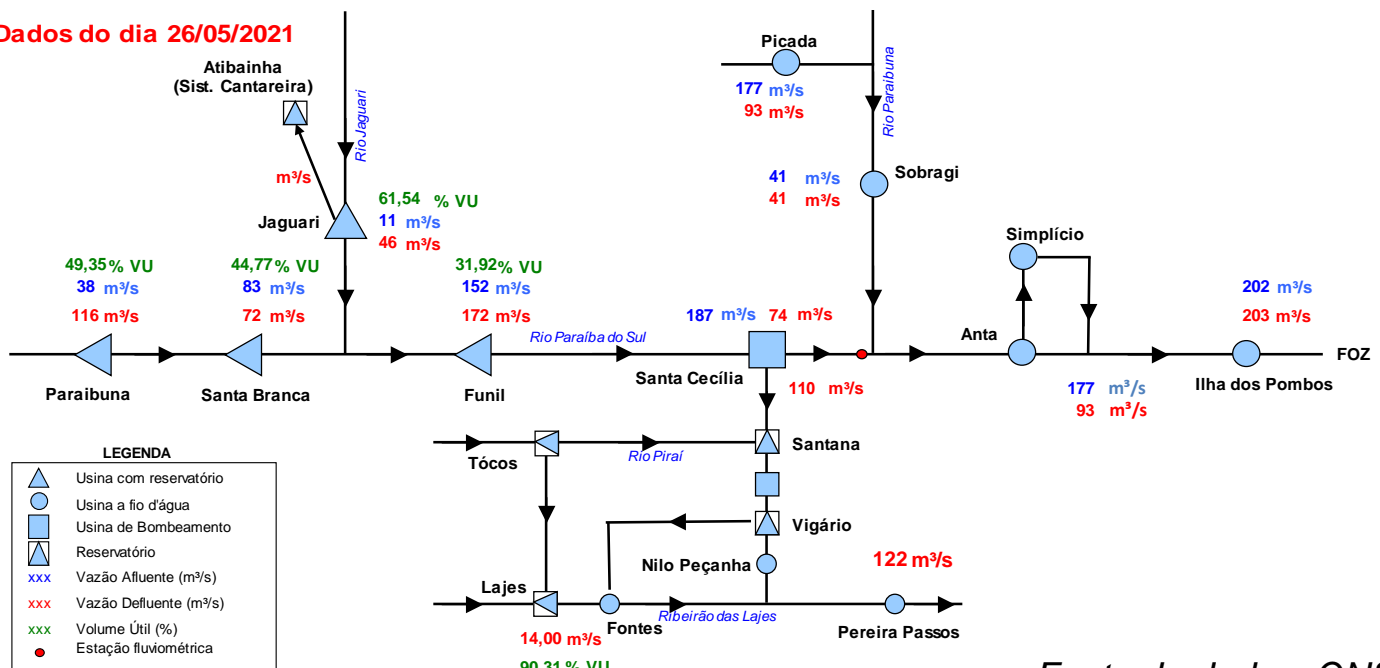 Dados do dia 26/05/2021
Atibainha
(Sist. Cantareira)
Rio Jaguari
m³/s
Jaguari
61,54 % VU
11 m³/s
46 m³/s
Picada
177 m³/s
93 m³/s
Rio Paraibuna
41 m³/s
41 m³/s
Sobragi
Simplício
49,35 % VU
38 m³/s
116 m³/s
Paraibuna
44,77 % VU
83 m³/s
72 m³/s
Santa Branca
31,92 % VU
152 m³/s
172 m³/s
Funil
Rio Paraíba do Sul
187 m³/s 74 m³/s
Santa Cecília
110 m³/s
Anta
177 m³/s
93 m³/s
202 m³/s
203 m³/s
Ilha dos Pombos
FOZ
Tócos
Rio Piraí
Santana
Vigário
Nilo Peçanha
122 m³/s
Lajes
14,00 m³/s
90,31 % VU
Fontes
Ribeirão das Lajes
Pereira Passos
LEGENDA
Usina com reservatório
Usina a fio d'água
Usina de Bombeamento
Reservatório
xxx Vazão Afluente (m³/s)
xxx Vazão Defluente (m³/s)
xxx Volume Útil (%)
Estação fluviométrica